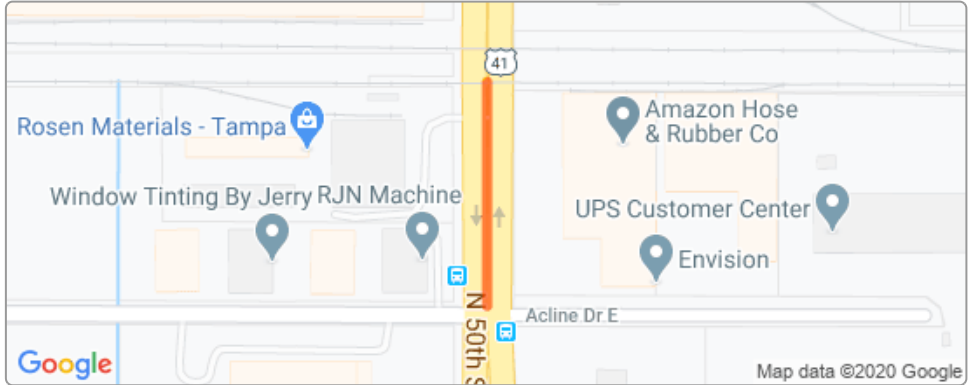 41
Amazon Hose
& Rubber Co
Rosen Materials - Tampa
Window Tinting By Jerry
RJN Machine
UPS Customer Center
Envision
N 50th S
Acline Dr E
Google
Map data ©2020 Google